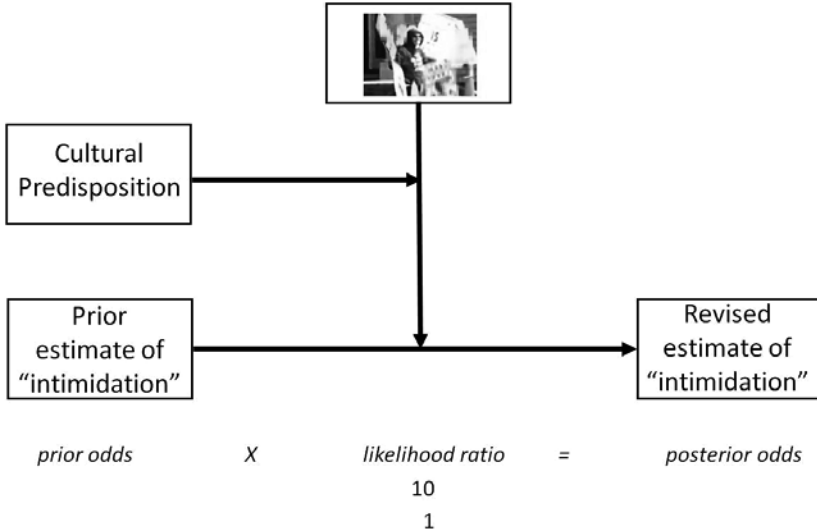 Cultural
Predisposition
Prior
estimate of
“intimidation”
Revised
estimate of
“intimidation”
prior odds X likelihood ratio = posterior odds
10
1